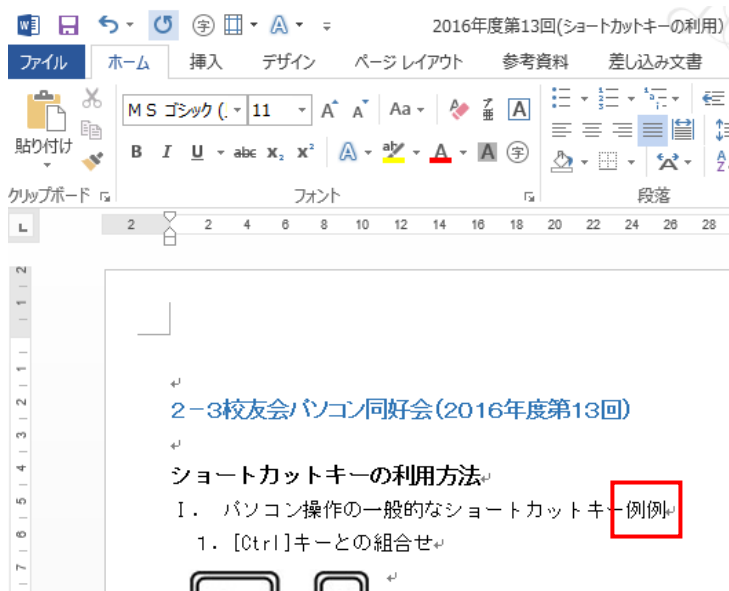 2016年度第13回(ショートカットキーの利用)
ファイル ホーム 挿入 デザイン ページ レイアウト 参考資料 差し込み文書
MS ゴシック (. 11 A A Aa ア亜 A
貼り付け B I U abc X₂ X² A ab A A 字
クリップボード フォント 段落
L 2 2 4 6 8 10 12 14 16 18 20 22 24 26 28
2－3校友会パソコン同好会(2016年度第13回)
ショートカットキーの利用方法
Ⅰ. パソコン操作の一般的なショートカットキー例例
1. [Ctrl]キーとの組合せ